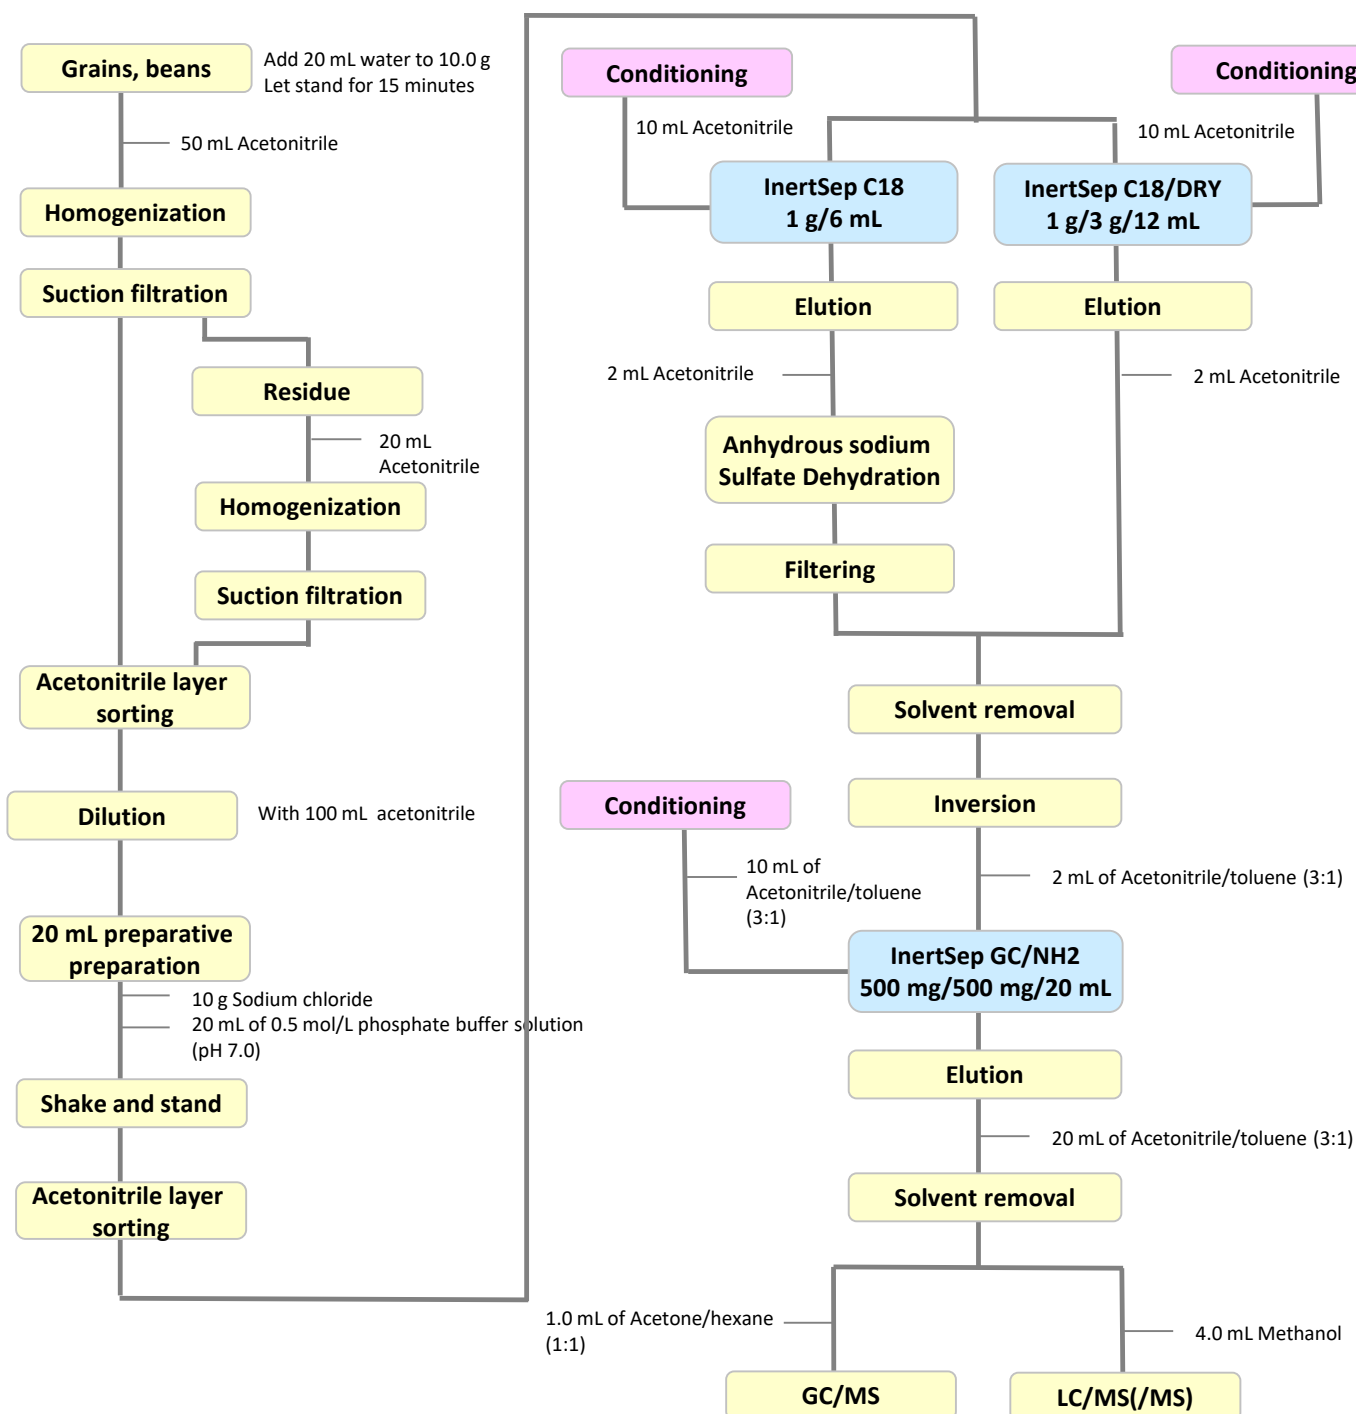 Grains, beans
Add 20 mL water to 10.0 g
Let stand for 15 minutes
50 mL Acetonitrile
Homogenization
Suction filtration
Residue
20 mL
Acetonitrile
Homogenization
Suction filtration
Acetonitrile layer
sorting
Dilution
With 100 mL acetonitrile
20 mL preparative
preparation
10 g Sodium chloride
20 mL of 0.5 mol/L phosphate buffer solution
(pH 7.0)
Shake and stand
Acetonitrile layer
sorting
Conditioning
10 mL Acetonitrile
InertSep C18
1 g/6 mL
Elution
2 mL Acetonitrile
Anhydrous sodium
Sulfate Dehydration
Filtering
Conditioning
10 mL Acetonitrile
InertSep C18/DRY
1 g/3 g/12 mL
Elution
2 mL Acetonitrile
Solvent removal
Inversion
2 mL of Acetonitrile/toluene (3:1)
Conditioning
10 mL of
Acetonitrile/toluene
(3:1)
InertSep GC/NH2
500 mg/500 mg/20 mL
Elution
20 mL of Acetonitrile/toluene (3:1)
Solvent removal
1.0 mL of Acetone/hexane
(1:1)
4.0 mL Methanol
GC/MS
LC/MS(/MS)